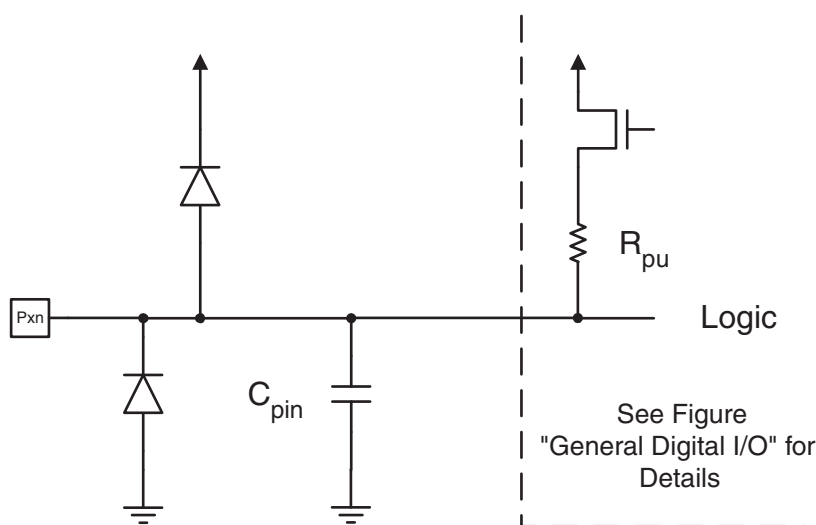 R
pu
Pxn
Logic
C
pin
See Figure
"General Digital I/O" for
Details